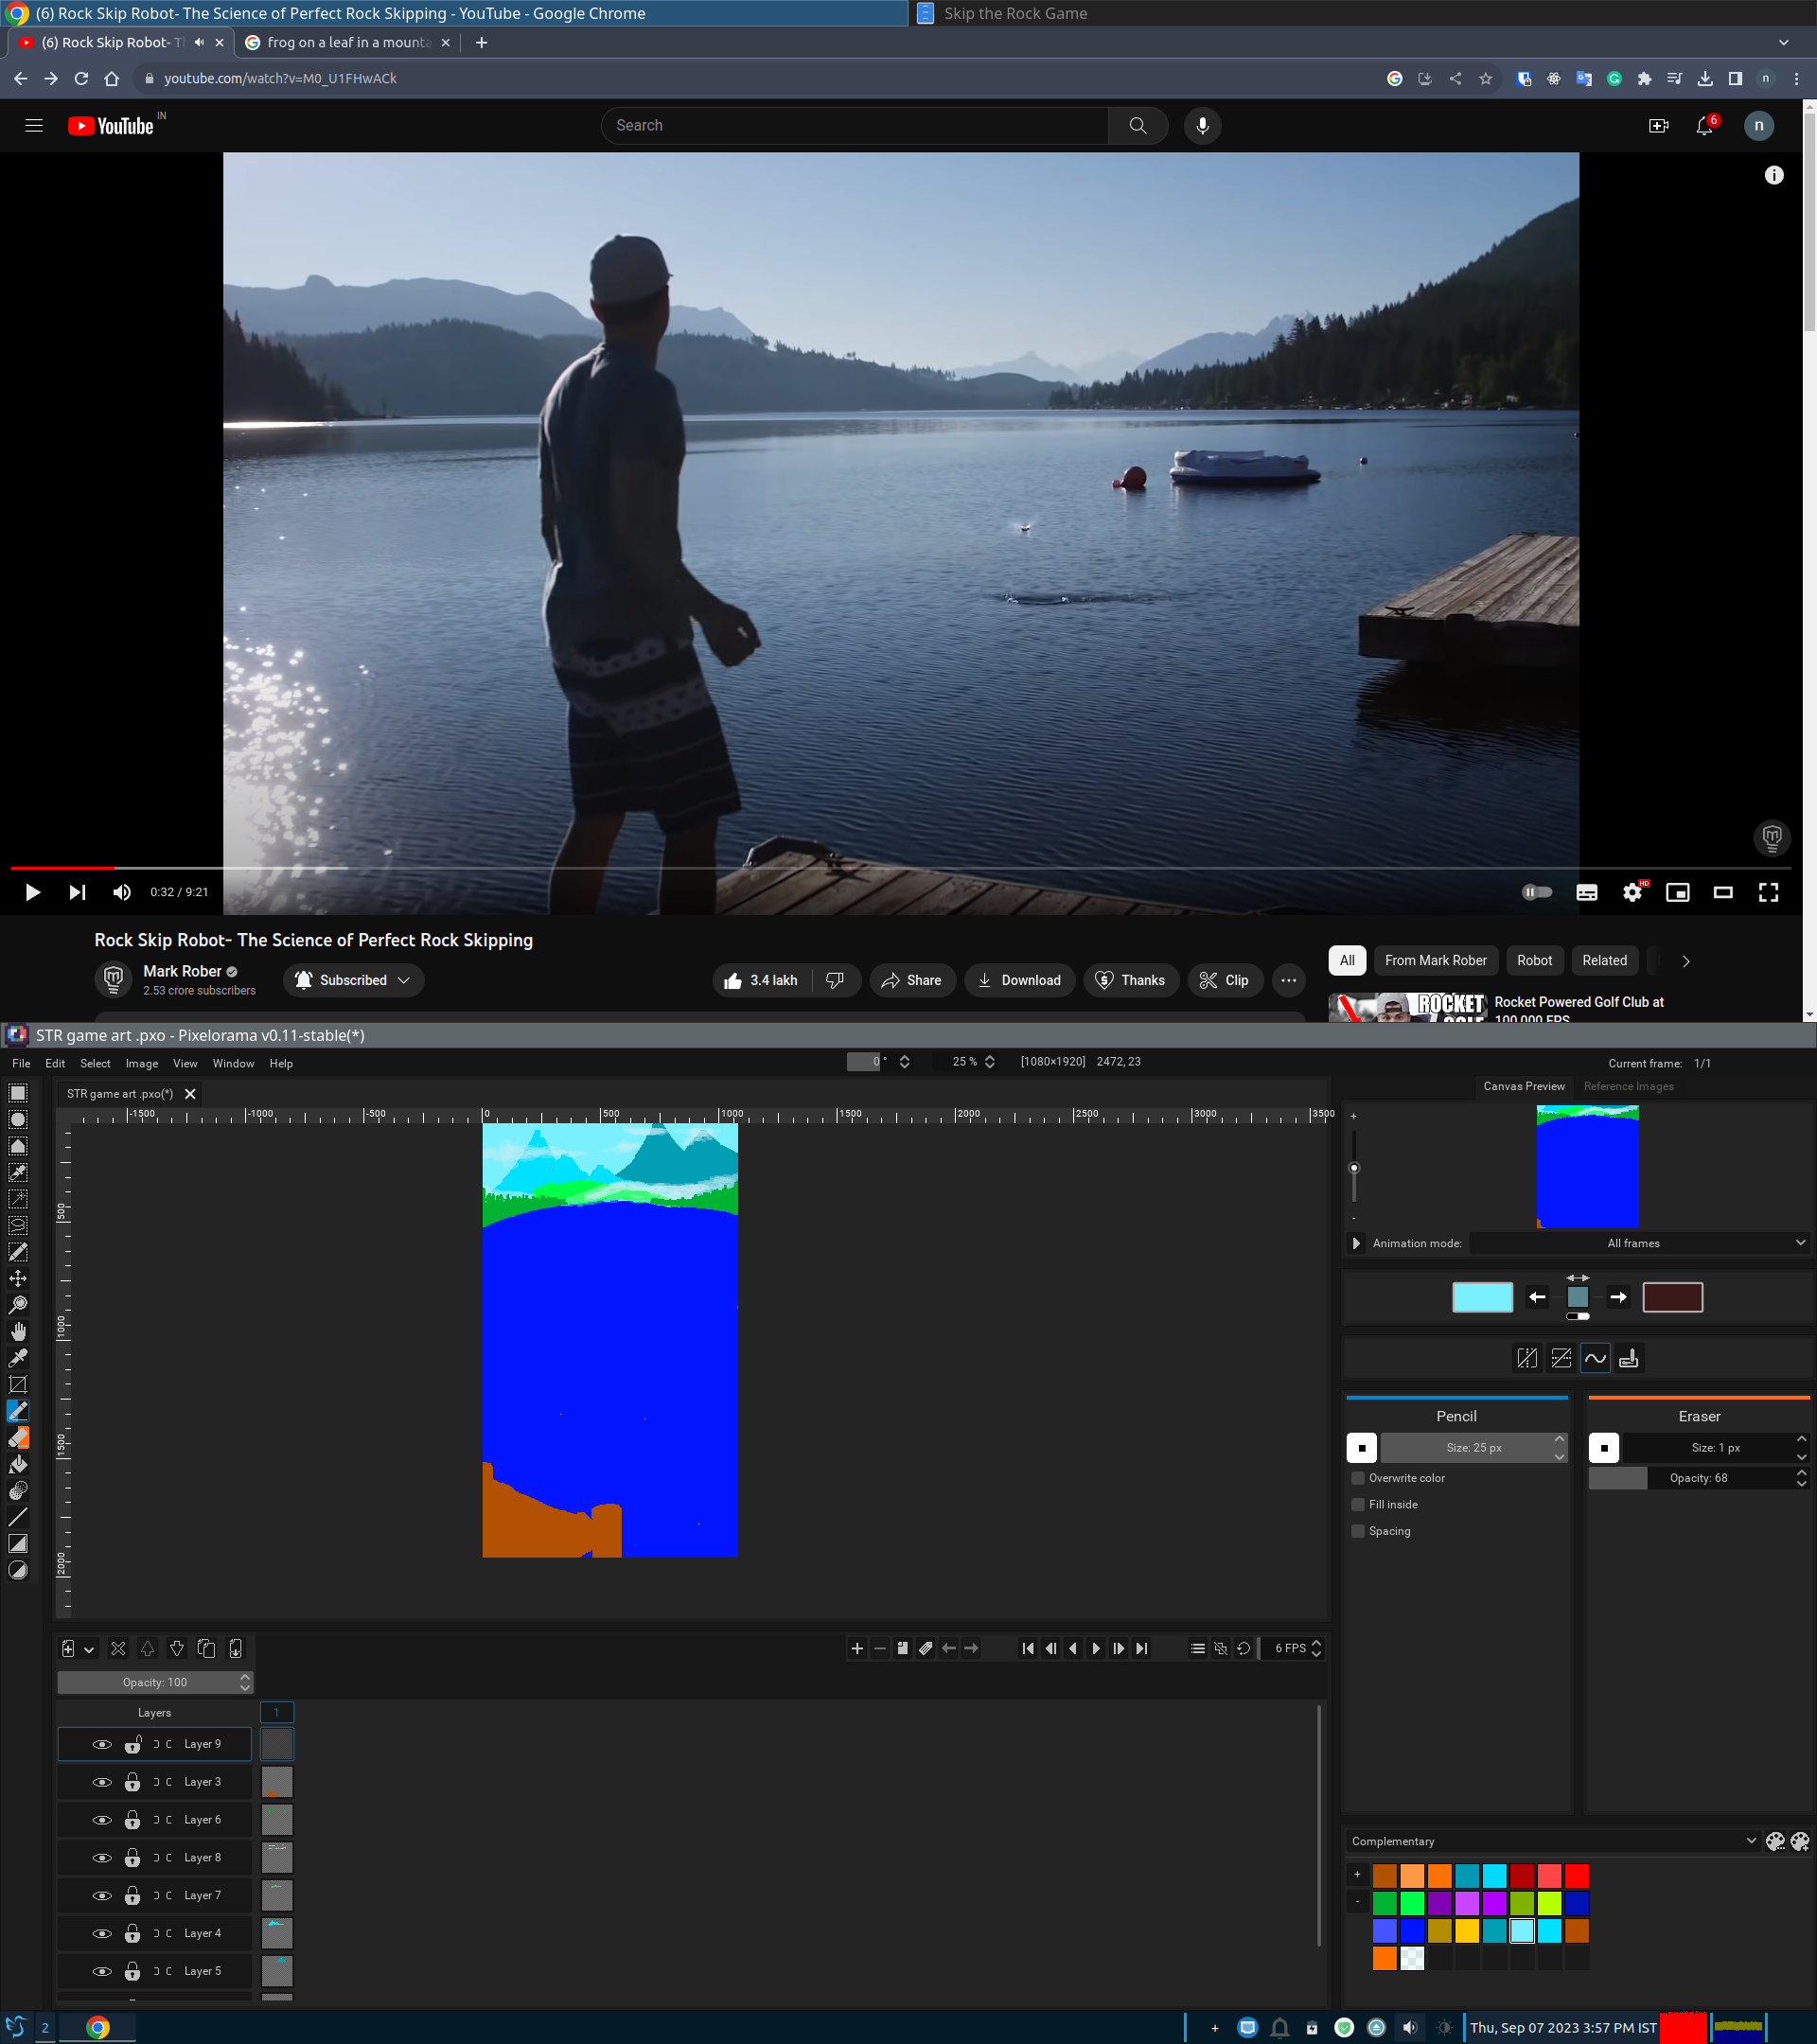 (6) Rock Skip Robot- The Science of Perfect Rock Skipping - YouTube - Google Chrome
Skip the Rock Game
(6) Rock Skip Robot- T
frog on a leaf in a mounta
youtube.com/watch?v=M0_U1FHwACk
n
YouTube IN
Search
6
n
0:32 / 9:21
HD
Rock Skip Robot- The Science of Perfect Rock Skipping
Mark Rober
2.53 crore subscribers
Subscribed
3.4 lakh
Share
Download
Thanks
Clip
All
From Mark Rober
Robot
Related
ROCKET
Rocket Powered Golf Club at
100,000 FPS
STR game art .pxo - Pixelorama v0.11-stable(*)
File Edit Select Image View Window Help
0 °
25 %
[1080×1920] 2472, 23
Current frame: 1/1
STR game art .pxo(*)
Canvas Preview
Reference Images
-1500 -1000 -500 0 500 1000 1500 2000 2500 3000 3500
500
1000
1500
2000
Animation mode:
All frames
Pencil
Size: 25 px
Overwrite color
Fill inside
Spacing
Eraser
Size: 1 px
Opacity: 68
6 FPS
Opacity: 100
Layers
1
Layer 9
Layer 3
Layer 6
Layer 8
Layer 7
Layer 4
Layer 5
Complementary
+
-
2
Thu, Sep 07 2023 3:57 PM IST